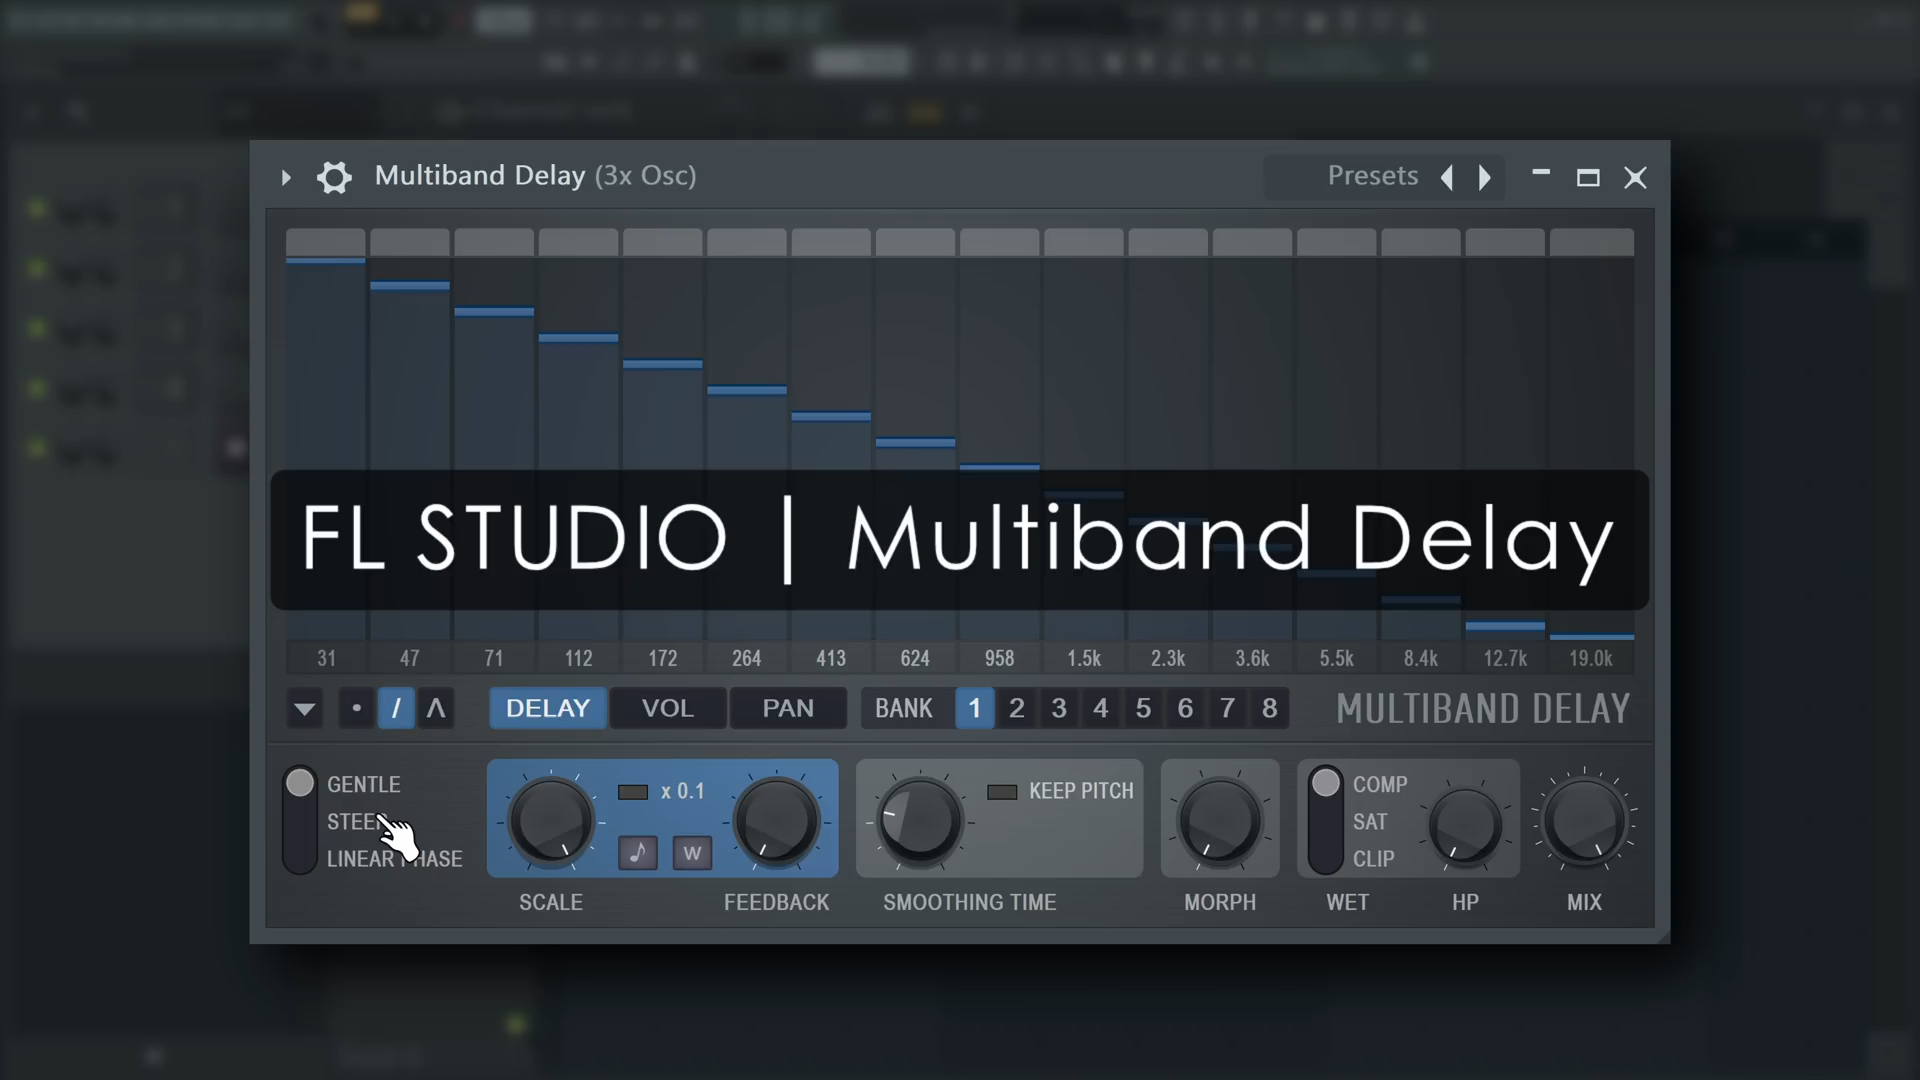 Multiband Delay (3x Osc) Presets
FL STUDIO | Multiband Delay
31 47 71 112 172 264 413 624 958 1.5k 2.3k 3.6k 5.5k 8.4k 12.7k 19.0k
DELAY VOL PAN BANK 1 2 3 4 5 6 7 8 MULTIBAND DELAY
GENTLE x 0.1 KEEP PITCH COMP
STEEP SAT
LINEAR PHASE W CLIP
SCALE FEEDBACK SMOOTHING TIME MORPH WET HP MIX